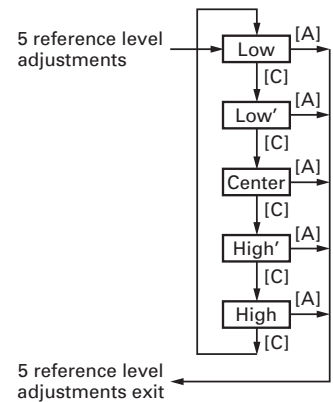 5 reference level
adjustments
Low
[A]
[C]
Low’
[A]
[C]
Center
[A]
[C]
High’
[A]
[C]
High
[A]
[C]
5 reference level
adjustments exit